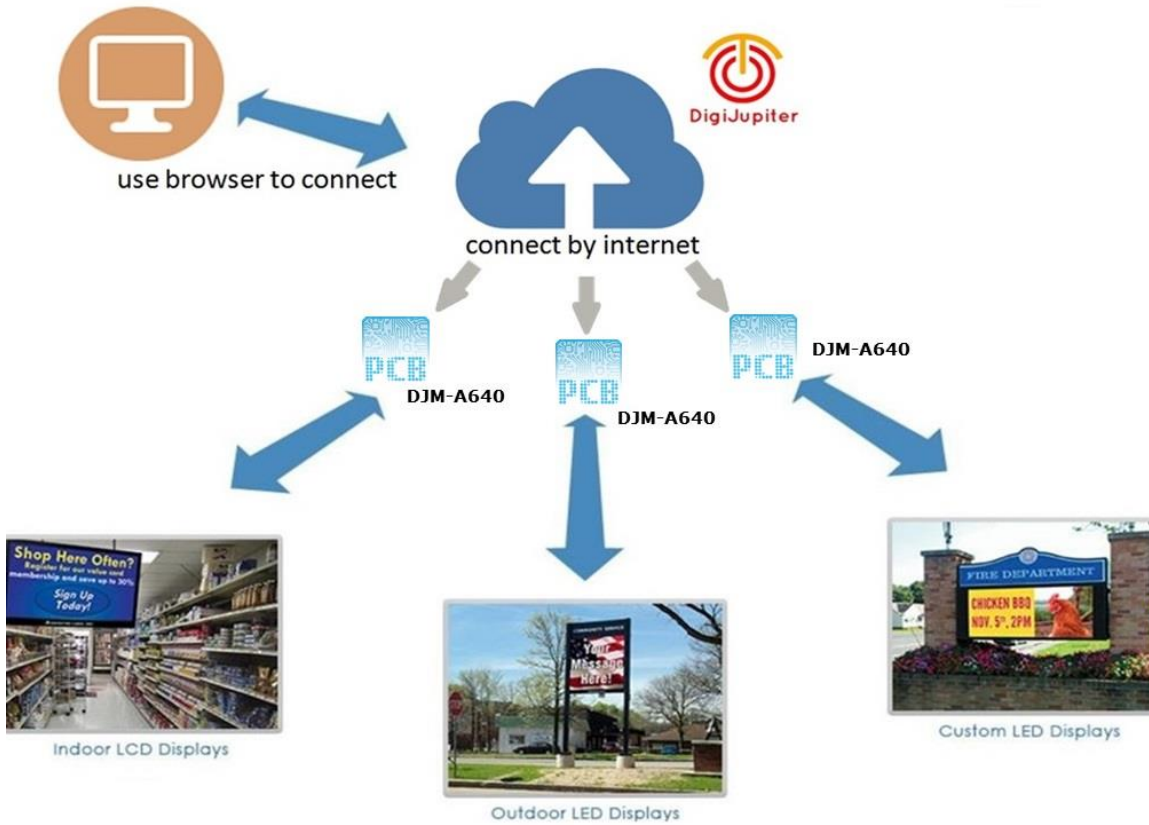 DigiJupiter
use browser to connect
connect by internet
PCB
DJM-A640
PCB
DJM-A640
PCB
DJM-A640
Shop Here Often?
Register for our value card
membership and save up to 30%
Sign Up
Today!
Indoor LCD Displays
COMMUNITY SERVICE
Your
Message
Here!
Outdoor LED Displays
FIRE DEPARTMENT
CHICKEN BBQ
NOV. 5th, 2PM
Custom LED Displays